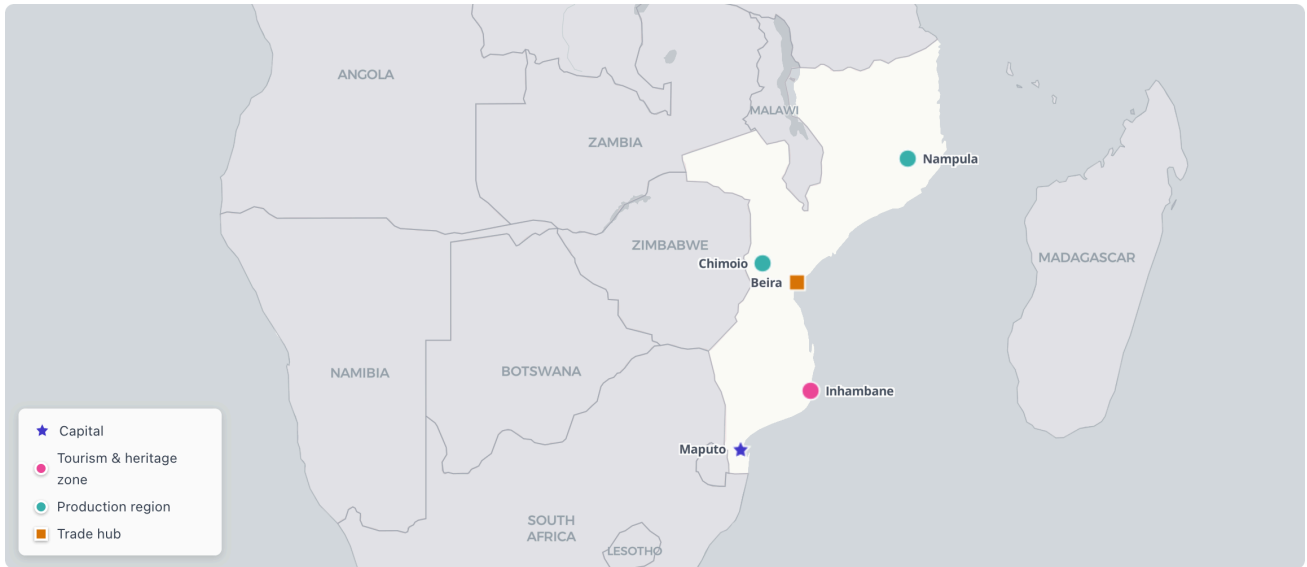 ANGOLA
MALAWI
ZAMBIA
Nampula
ZIMBABWE
MADAGASCAR
Chimoio
Beira
NAMIBIA
BOTSWANA
Inhambane
Maputo
SOUTH
AFRICA
LESOTHO
Capital
Tourism & heritage
zone
Production region
Trade hub